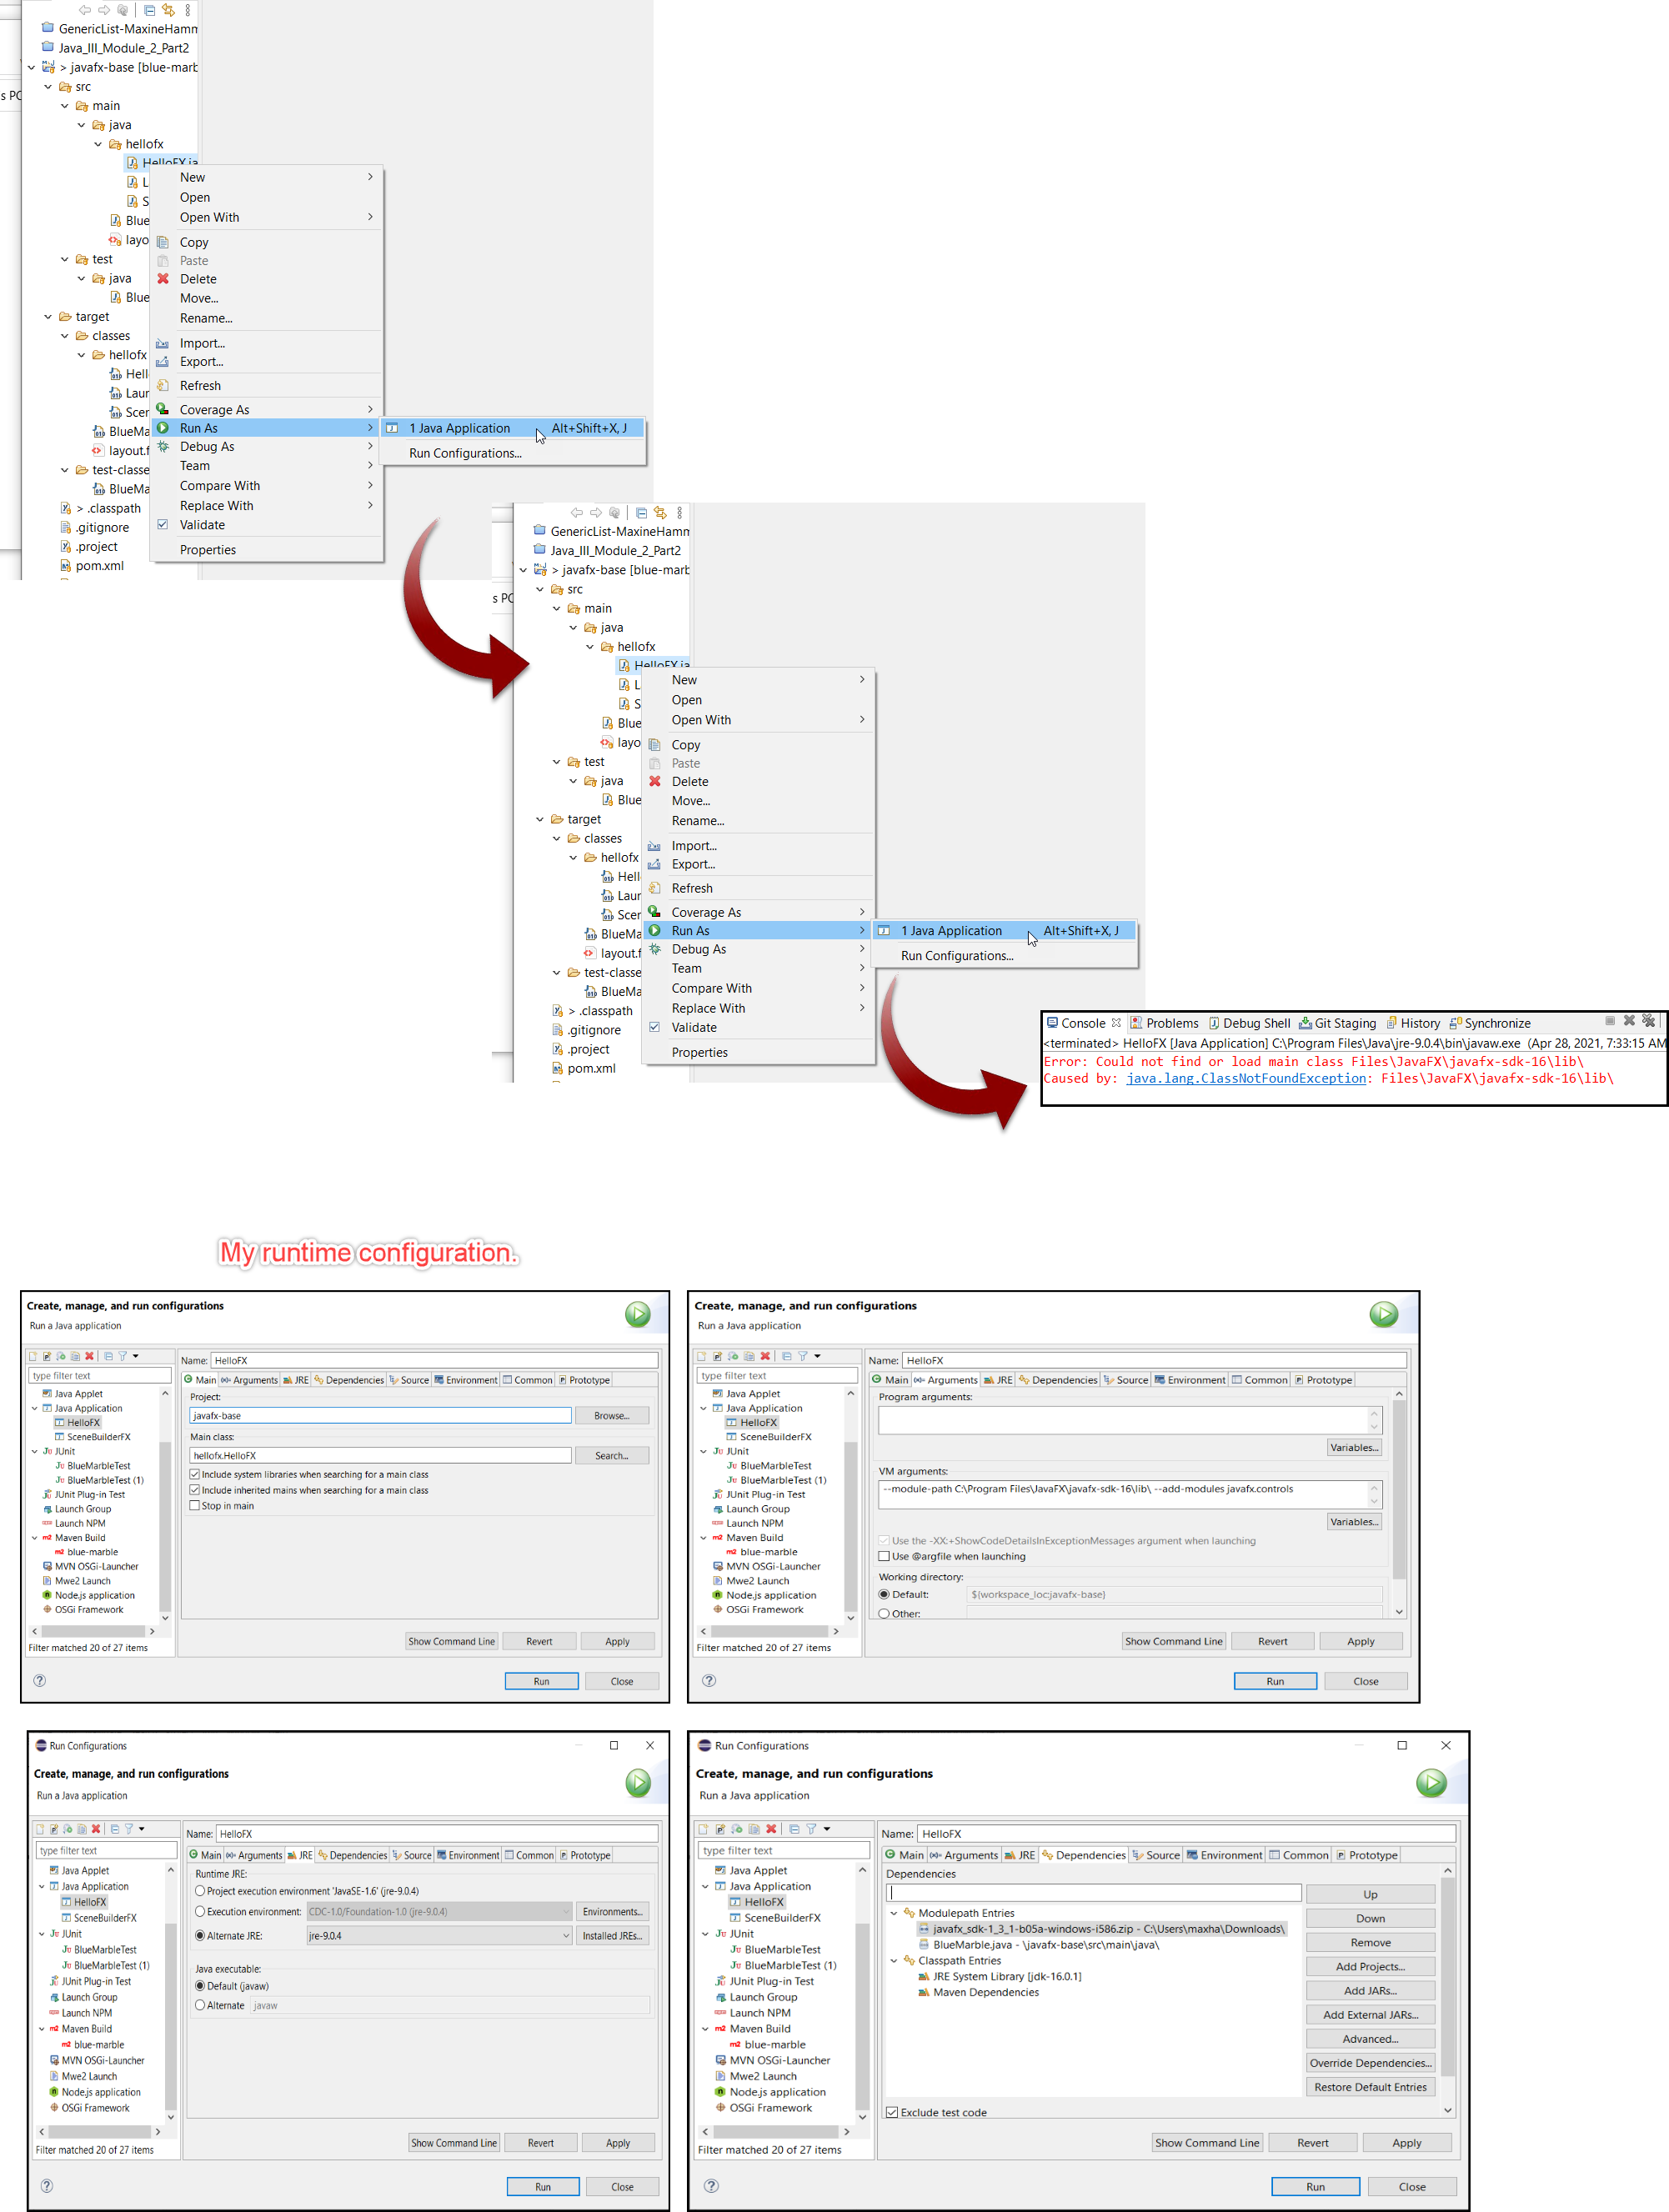 GenericList-MaxineHamm
Java_III_Module_2_Part2
> javafx-base [blue-mark
src
s PC
main
java
hellofx
HelloFX.ja
L
S
Blue
layo
test
java
Blue
target
classes
hellofx
Hell
Laur
Scer
BlueMa
layout.f
test-classe
BlueMa
> .classpath
.gitignore
.project
pom.xml
New
Open
Open With
Copy
Paste
Delete
Move...
Rename...
Import...
Export...
Refresh
Coverage As
Run As
Debug As
Team
Compare With
Replace With
Validate
Properties
1 Java Application Alt+Shift+X, J
Run Configurations...
GenericList-MaxineHamm
Java_III_Module_2_Part2
> javafx-base [blue-mark
src
s PC
main
java
hellofx
HelloFX.ja
L
S
Blue
layo
test
java
Blue
target
classes
hellofx
Hell
Laur
Scer
BlueMa
layout.f
test-classe
BlueMa
> .classpath
.gitignore
.project
pom.xml
New
Open
Open With
Copy
Paste
Delete
Move...
Rename...
Import...
Export...
Refresh
Coverage As
Run As
Debug As
Team
Compare With
Replace With
Validate
Properties
1 Java Application Alt+Shift+X, J
Run Configurations...
Console Problems Debug Shell Git Staging History Synchronize
<terminated> HelloFX [Java Application] C:\Program Files\Java\jre-9.0.4\bin\javaw.exe (Apr 28, 2021, 7:33:15 AM
Error: Could not find or load main class Files\JavaFX\javafx-sdk-16\lib\
Caused by: java.lang.ClassNotFoundException: Files\JavaFX\javafx-sdk-16\lib\
My runtime configuration.
Create, manage, and run configurations
Run a Java application
type filter text
Java Applet
Java Application
HelloFX
SceneBuilderFX
JUnit
BlueMarbleTest
BlueMarbleTest (1)
JUnit Plug-in Test
Launch Group
Launch NPM
Maven Build
blue-marble
MVN OSGi-Launcher
Mwe2 Launch
Node.js application
OSGi Framework
Filter matched 20 of 27 items
Name: HelloFX
Main Arguments JRE Dependencies Source Environment Common Prototype
Project:
javafx-base Browse...
Main class:
hellofx.HelloFX Search...
Include system libraries when searching for a main class
Include inherited mains when searching for a main class
Stop in main
Show Command Line Revert Apply
Run Close
Create, manage, and run configurations
Run a Java application
type filter text
Java Applet
Java Application
HelloFX
SceneBuilderFX
JUnit
BlueMarbleTest
BlueMarbleTest (1)
JUnit Plug-in Test
Launch Group
Launch NPM
Maven Build
blue-marble
MVN OSGi-Launcher
Mwe2 Launch
Node.js application
OSGi Framework
Filter matched 20 of 27 items
Name: HelloFX
Main Arguments JRE Dependencies Source Environment Common Prototype
Program arguments:
Variables...
VM arguments:
--module-path C:\Program Files\JavaFX\javafx-sdk-16\lib\ --add-modules javafx.controls
Variables...
Use the -XX:+ShowCodeDetailsInExceptionMessages argument when launching
Use @argfile when launching
Working directory:
Default: ${workspace_loc:javafx-base}
Other:
Show Command Line Revert Apply
Run Close
Run Configurations
Create, manage, and run configurations
Run a Java application
type filter text
Java Applet
Java Application
HelloFX
SceneBuilderFX
JUnit
BlueMarbleTest
BlueMarbleTest (1)
JUnit Plug-in Test
Launch Group
Launch NPM
Maven Build
blue-marble
MVN OSGi-Launcher
Mwe2 Launch
Node.js application
OSGi Framework
Filter matched 20 of 27 items
Name: HelloFX
Main Arguments JRE Dependencies Source Environment Common Prototype
Runtime JRE:
Project execution environment 'JavaSE-1.6' (jre-9.0.4)
Execution environment: CDC-1.0/Foundation-1.0 (jre-9.0.4) Environments...
Alternate JRE: jre-9.0.4 Installed JREs...
Java executable:
Default (javaw)
Alternate javaw
Show Command Line Revert Apply
Run Close
Run Configurations
Create, manage, and run configurations
Run a Java application
type filter text
Java Applet
Java Application
HelloFX
SceneBuilderFX
JUnit
BlueMarbleTest
BlueMarbleTest (1)
JUnit Plug-in Test
Launch Group
Launch NPM
Maven Build
blue-marble
MVN OSGi-Launcher
Mwe2 Launch
Node.js application
OSGi Framework
Filter matched 20 of 27 items
Name: HelloFX
Main Arguments JRE Dependencies Source Environment Common Prototype
Dependencies
Modulepath Entries
javafx_sdk-1_3_1-b05a-windows-i586.zip - C:\Users\maxha\Downloads\
BlueMarble.java - \javafx-base\src\main\java\
Classpath Entries
JRE System Library [jdk-16.0.1]
Maven Dependencies
Up
Down
Remove
Add Projects...
Add JARs...
Add External JARs...
Advanced...
Override Dependencies...
Restore Default Entries
Exclude test code
Show Command Line Revert Apply
Run Close